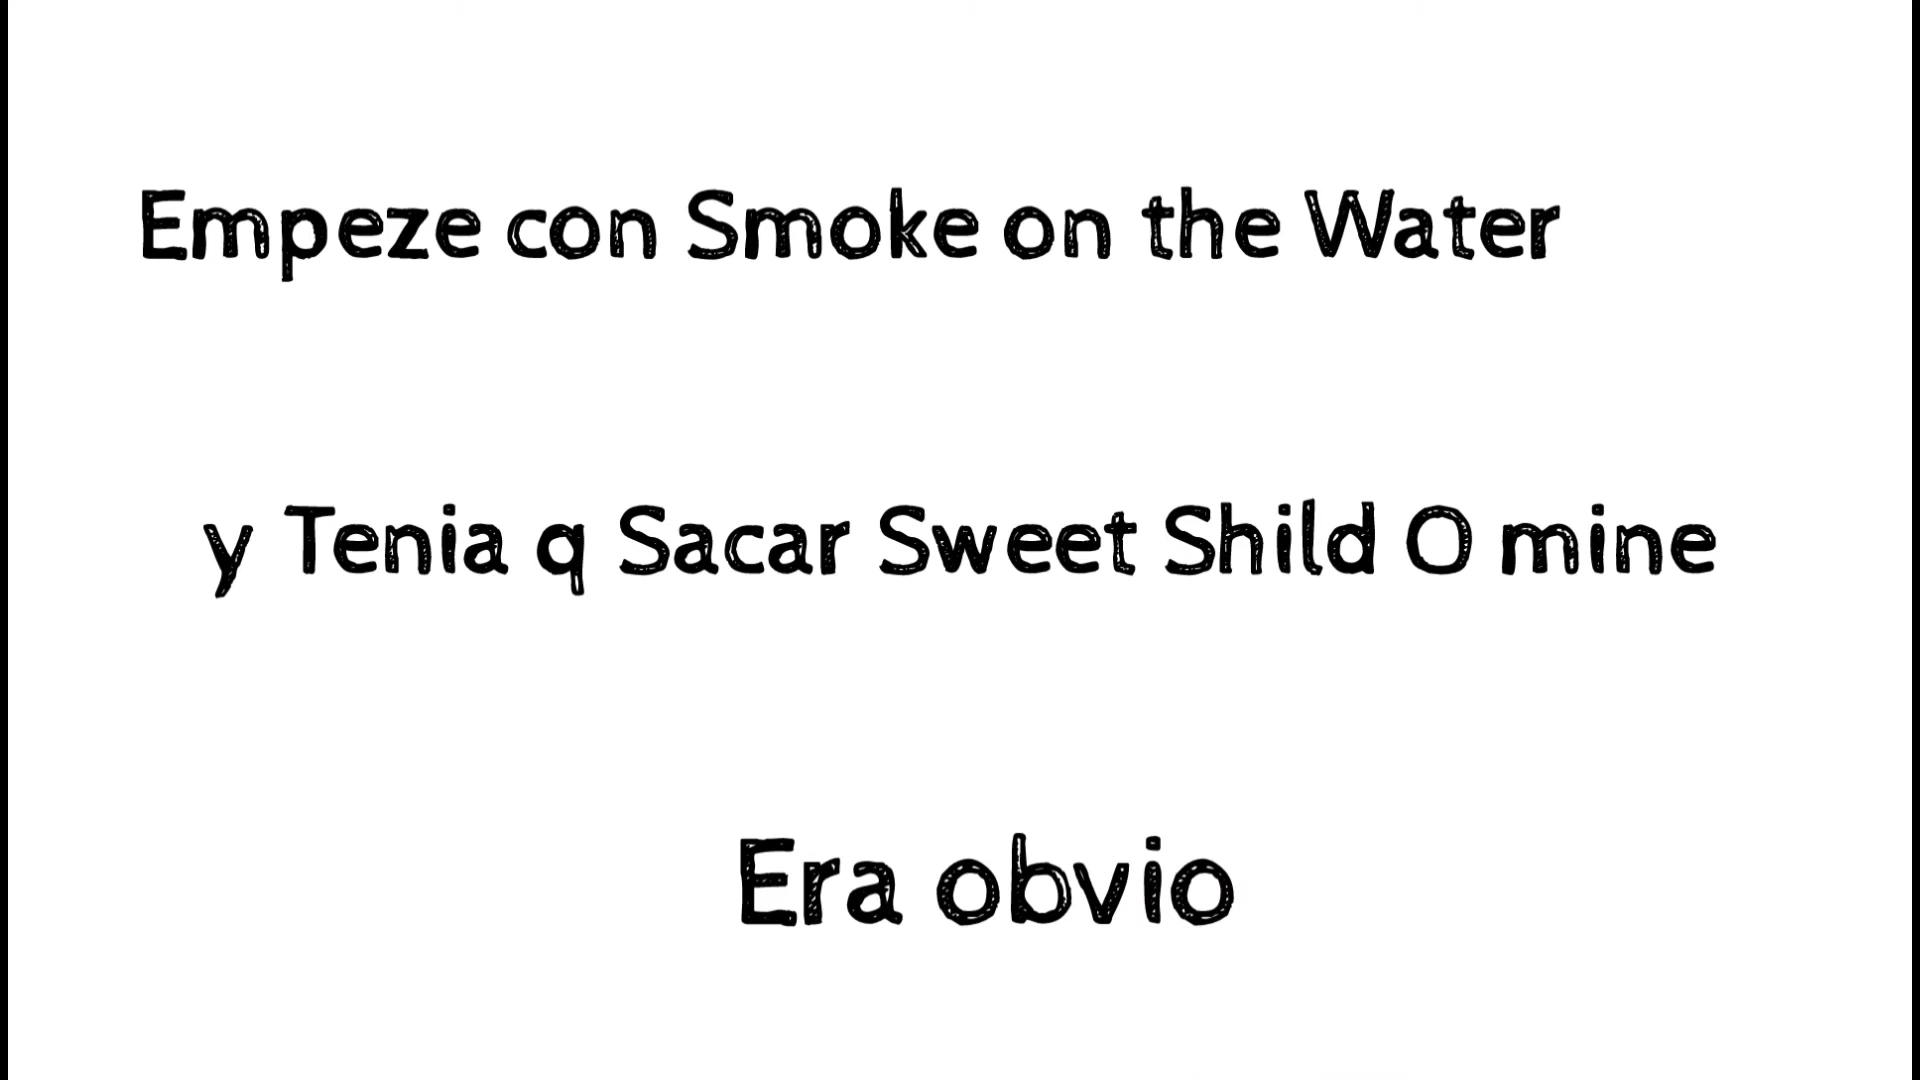 Empeze con Smoke on the Water
y Tenia q Sacar Sweet Shild O mine
Era obvio